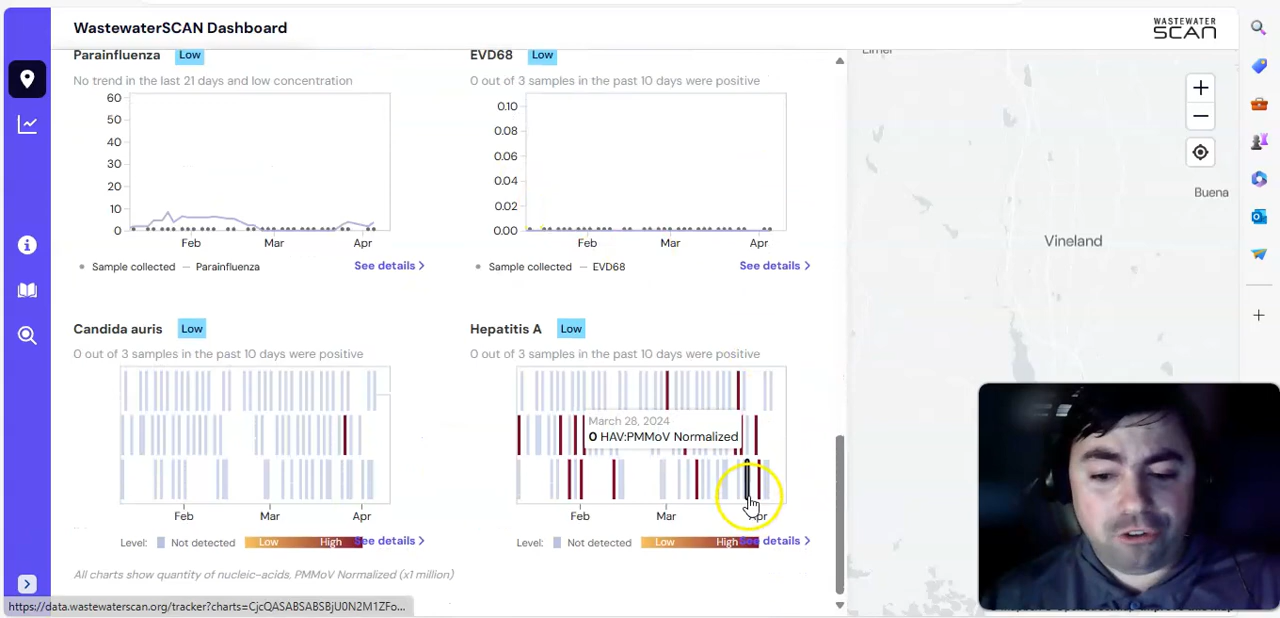 WastewaterSCAN Dashboard
WASTEWATER
SCAN
Parainfluenza Low
No trend in the last 21 days and low concentration
60
50
40
30
20
10
0
Feb Mar Apr
Sample collected Parainfluenza See details
EVD68 Low
0 out of 3 samples in the past 10 days were positive
0.10
0.08
0.06
0.04
0.02
0.00
Feb Mar Apr
Sample collected EVD68 See details
Candida auris Low
0 out of 3 samples in the past 10 days were positive
Feb Mar Apr
Level: Not detected Low High See details
Hepatitis A Low
0 out of 3 samples in the past 10 days were positive
March 28, 2024
0 HAV:PMMoV Normalized
Feb Mar Apr
Level: Not detected Low High See details
All charts show quantity of nucleic-acids, PMMoV Normalized (x1 million)
https://data.wastewaterscan.org/tracker?charts=CjcQASABSABSBjU0N2M1ZFo...
Buena
Vineland